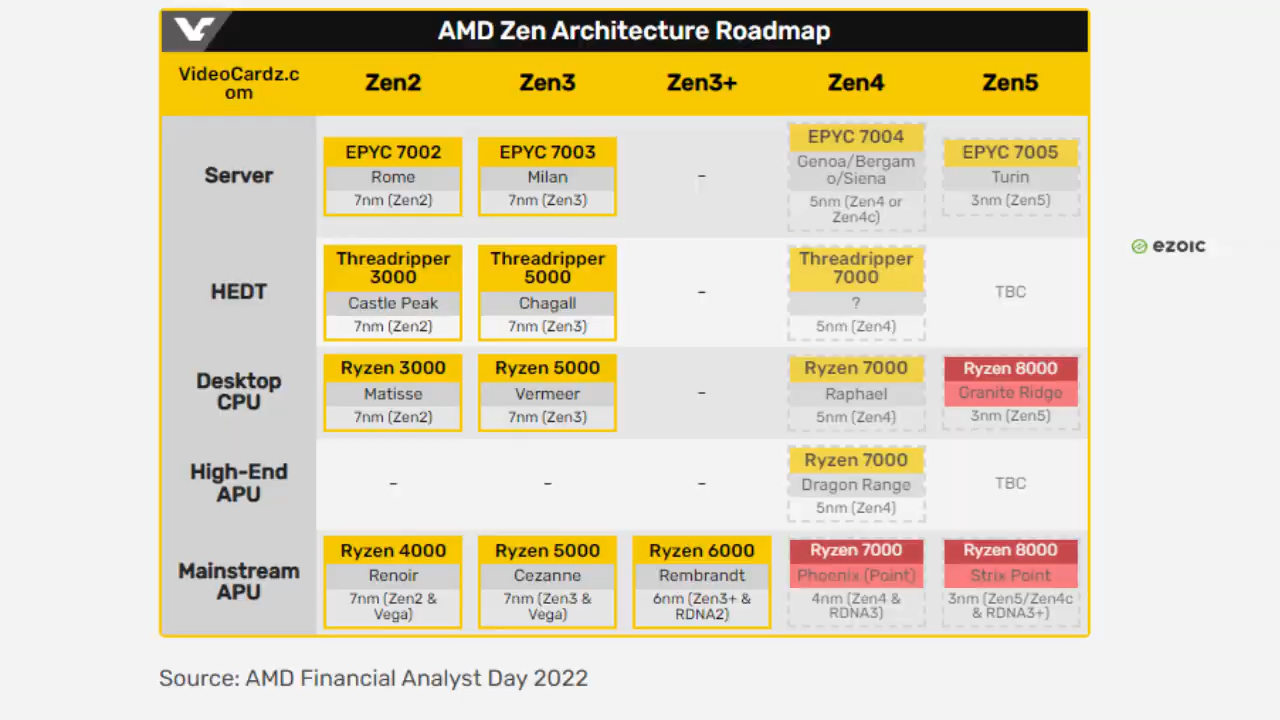 AMD Zen Architecture Roadmap
VideoCardz.c
om
Zen2
Zen3
Zen3+
Zen4
Zen5
Server
EPYC 7002
Rome
7nm (Zen2)
EPYC 7003
Milan
7nm (Zen3)
-
EPYC 7004
Genoa/Bergam
o/Siena
5nm (Zen4 or
Zen4c)
EPYC 7005
Turin
3nm (Zen5)
HEDT
Threadripper
3000
Castle Peak
7nm (Zen2)
Threadripper
5000
Chagall
7nm (Zen3)
-
Threadripper
7000
?
5nm (Zen4)
TBC
Desktop
CPU
Ryzen 3000
Matisse
7nm (Zen2)
Ryzen 5000
Vermeer
7nm (Zen3)
-
Ryzen 7000
Raphael
5nm (Zen4)
Ryzen 8000
Granite Ridge
3nm (Zen5)
High-End
APU
-
-
-
Ryzen 7000
Dragon Range
5nm (Zen4)
TBC
Mainstream
APU
Ryzen 4000
Renoir
7nm (Zen2 &
Vega)
Ryzen 5000
Cezanne
7nm (Zen3 &
Vega)
Ryzen 6000
Rembrandt
6nm (Zen3+ &
RDNA2)
Ryzen 7000
Phoenix (Point)
4nm (Zen4 &
RDNA3)
Ryzen 8000
Strix Point
3nm (Zen5/Zen4c
& RDNA3+)
ezoic
Source: AMD Financial Analyst Day 2022